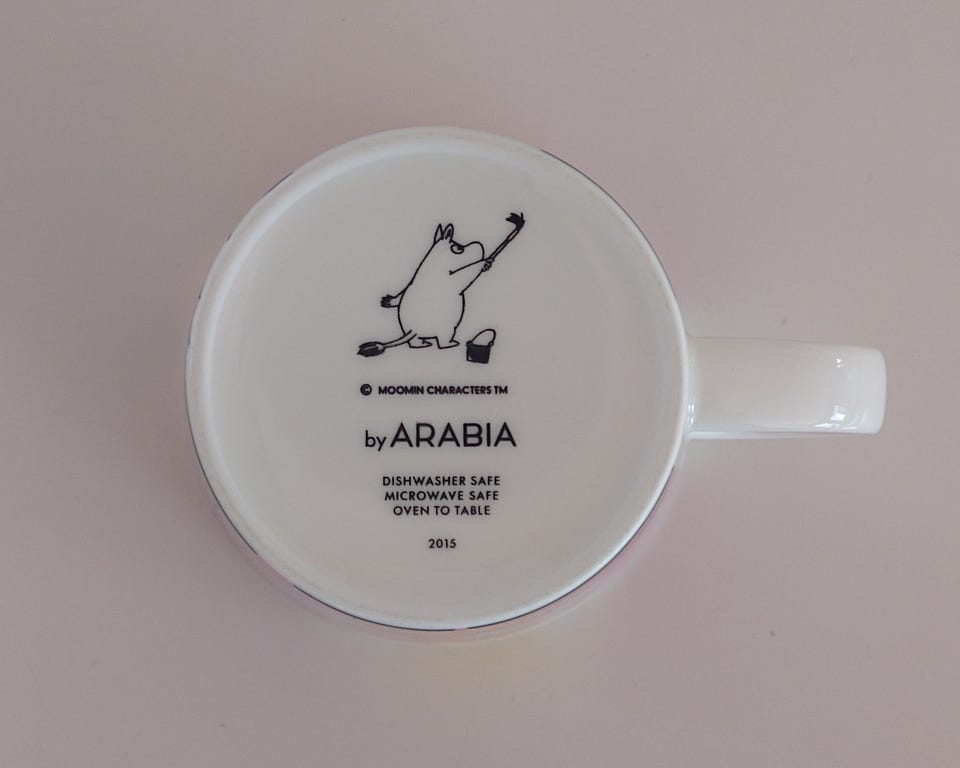 © MOOMIN CHARACTERS TM
by ARABIA
DISHWASHER SAFE
MICROWAVE SAFE
OVEN TO TABLE
2015